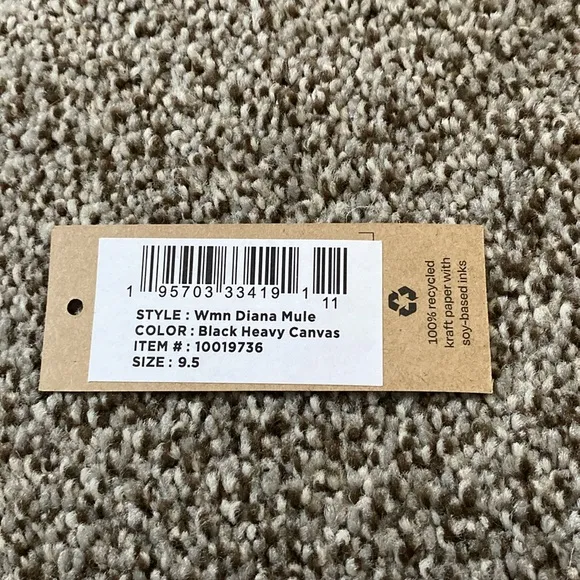 1 95703 33419 1 11
STYLE : Wmn Diana Mule
COLOR : Black Heavy Canvas
ITEM # : 10019736
SIZE : 9.5
100% recycled
kraft paper with
soy-based inks